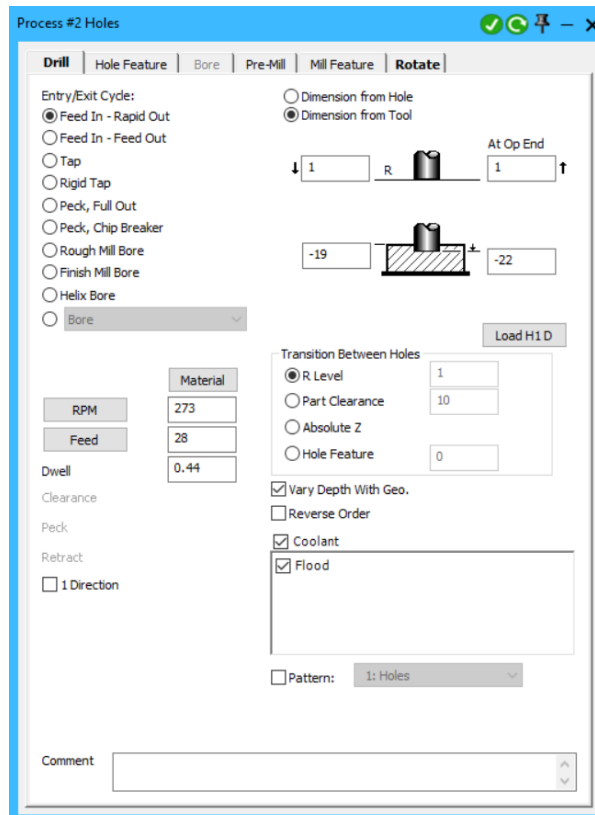 Process #2 Holes
Drill Hole Feature Bore Pre-Mill Mill Feature Rotate
Entry/Exit Cycle:
Feed In - Rapid Out
Feed In - Feed Out
Tap
Rigid Tap
Peck, Full Out
Peck, Chip Breaker
Rough Mill Bore
Finish Mill Bore
Helix Bore
Bore
Dimension from Hole
Dimension from Tool
At Op End
1 R 1
-19 -22
Load H1 D
Material
RPM 273
Feed 28
Dwell 0.44
Clearance
Peck
Retract
1 Direction
Transition Between Holes
R Level 1
Part Clearance 10
Absolute Z
Hole Feature 0
Vary Depth With Geo.
Reverse Order
Coolant
Flood
Pattern: 1: Holes
Comment